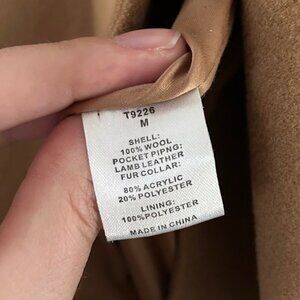 T9226
M
SHELL:
100% WOOL
POCKET PIPNG:
LAMB LEATHER
FUR COLLAR:
80% ACRYLIC
20% POLYESTER
LINING:
100%POLYESTER
MADE IN CHINA